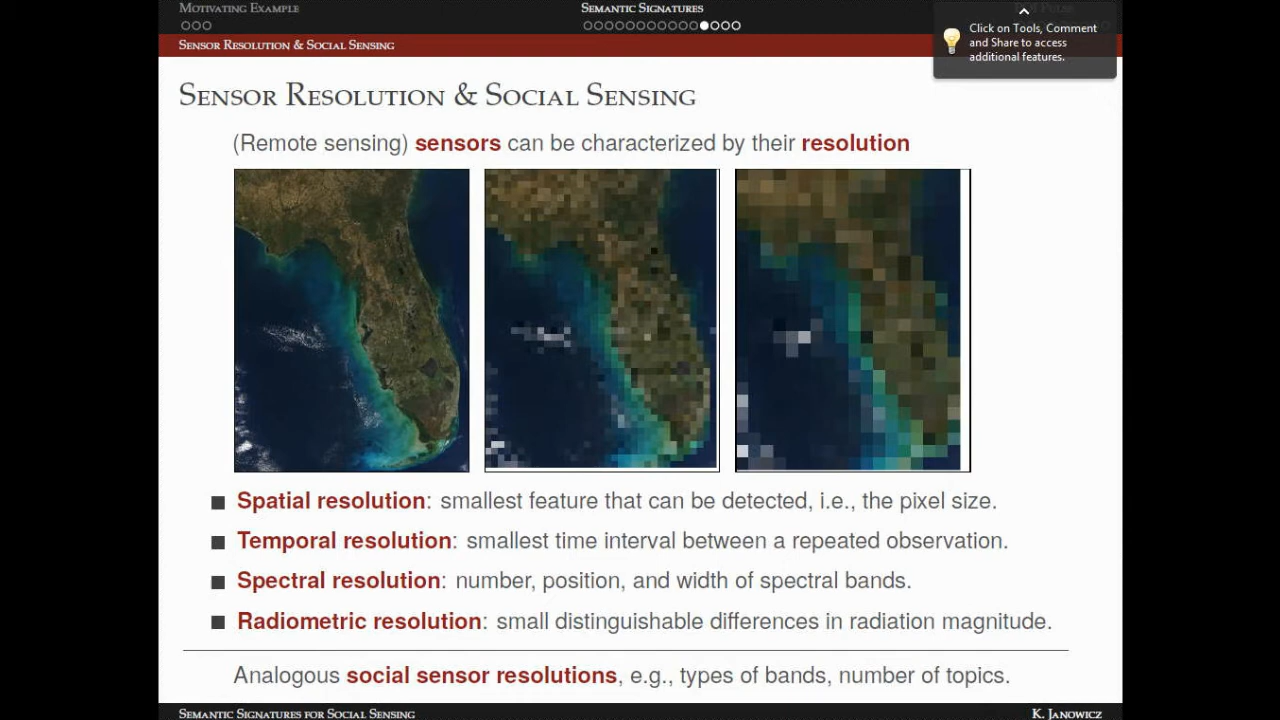 Motivating Example
Semantic Signatures
Sensor Resolution & Social Sensing
Click on Tools, Comment
and Share to access
additional features.
Sensor Resolution & Social Sensing
(Remote sensing) sensors can be characterized by their resolution
■ Spatial resolution: smallest feature that can be detected, i.e., the pixel size.
■ Temporal resolution: smallest time interval between a repeated observation.
■ Spectral resolution: number, position, and width of spectral bands.
■ Radiometric resolution: small distinguishable differences in radiation magnitude.
Analogous social sensor resolutions, e.g., types of bands, number of topics.
Semantic Signatures for Social Sensing
K. Janowicz